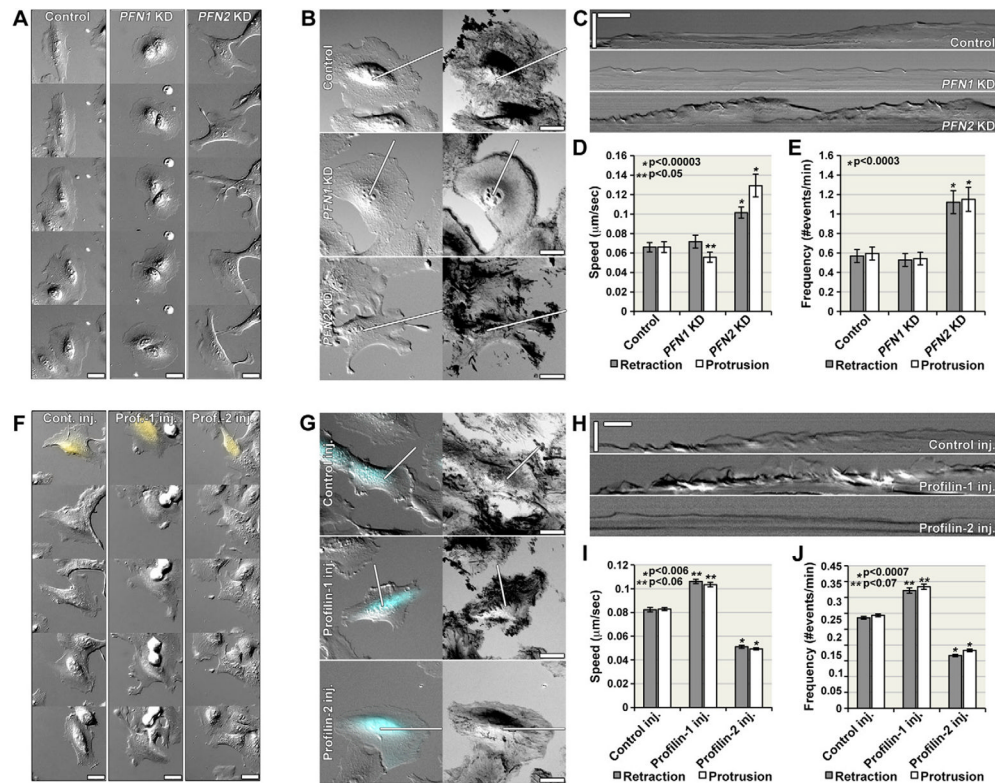 A
Control
PFN1 KD
PFN2 KD
B
Control
PFN1 KD
PFN2 KD
C
Control
PFN1 KD
PFN2 KD
D
0.16
0.14
0.12
0.1
0.08
0.06
0.04
0.02
0
Speed (μm/sec)
*p<0.00003
**p<0.05
**
*
*
Control
PFN1 KD
PFN2 KD
Retraction
Protrusion
E
1.6
1.4
1.2
1
0.8
0.6
0.4
0.2
0
Frequency (#events/min)
*p<0.0003
*
*
Control
PFN1 KD
PFN2 KD
Retraction
Protrusion
F
Cont. inj.
Prof.-1 inj.
Prof.-2 inj.
G
Control inj.
Profilin-1 inj.
Profilin-2 inj.
H
Control inj.
Profilin-1 inj.
Profilin-2 inj.
I
0.12
0.1
0.08
0.06
0.04
0.02
0
Speed (μm/sec)
*p<0.006
**p<0.06
**
**
*
*
Control inj.
Profilin-1 inj.
Profilin-2 inj.
Retraction
Protrusion
J
0.45
0.35
0.3
0.25
0.2
0.15
0.15
0.05
0
Frequency (#events/min)
*p<0.0007
**p<0.07
**
**
*
*
Control inj.
Profilin-1 inj.
Profilin-2 inj.
Retraction
Protrusion